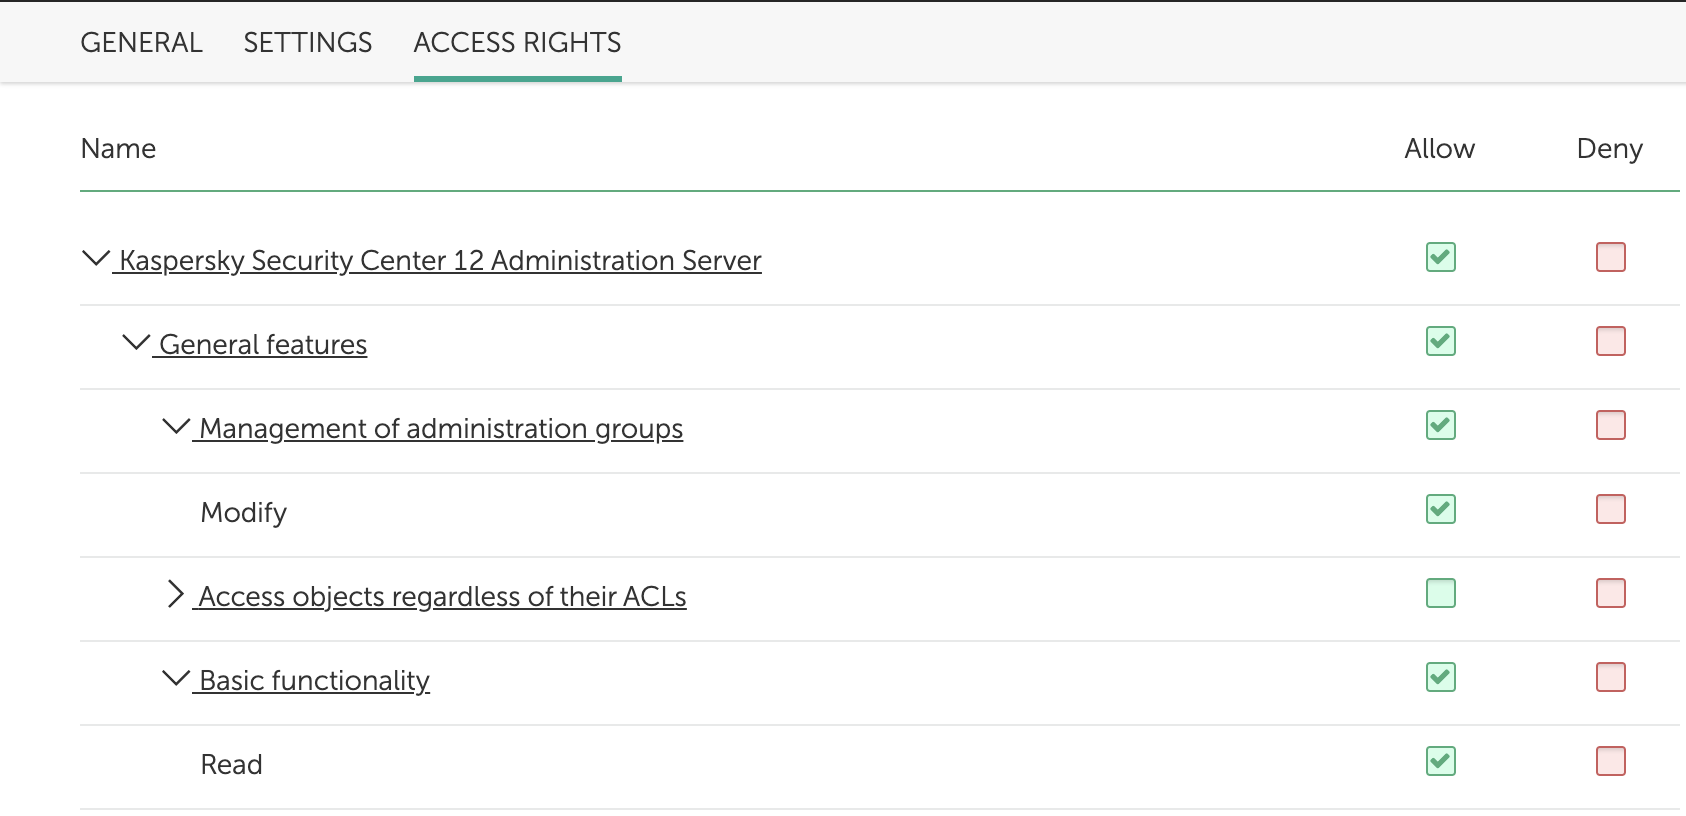 GENERAL SETTINGS ACCESS RIGHTS
Name Allow Deny
Kaspersky Security Center 12 Administration Server
General features
Management of administration groups
Modify
Access objects regardless of their ACLs
Basic functionality
Read